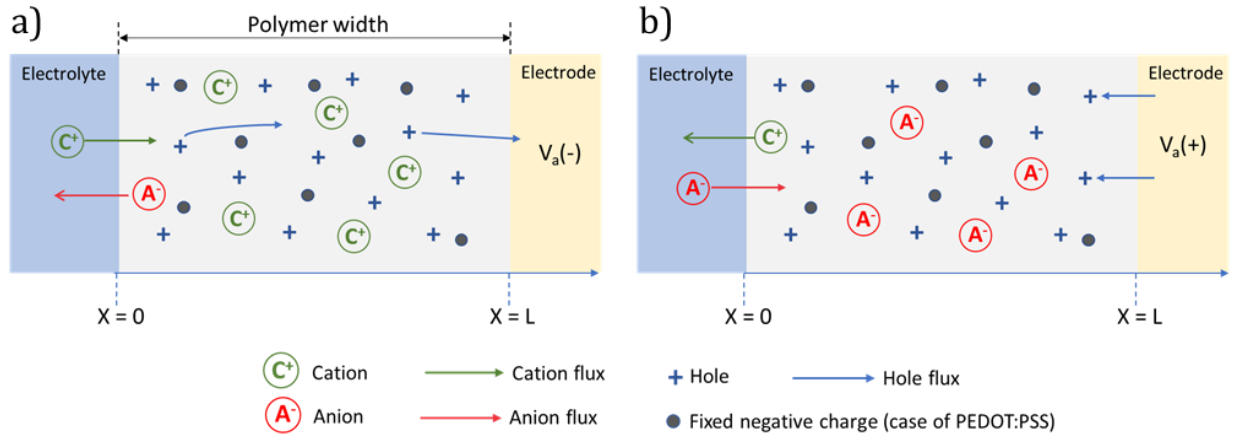 a)
Polymer width
Electrolyte
Electrode
C+
C+
C+
Va(-)
C+
A-
C+
C+
X = 0
X = L
b)
Electrolyte
Electrode
A-
C+
Va(+)
A-
A-
A-
A-
X = 0
X = L
C+ Cation
Cation flux
Hole
Hole flux
A- Anion
Anion flux
Fixed negative charge (case of PEDOT:PSS)